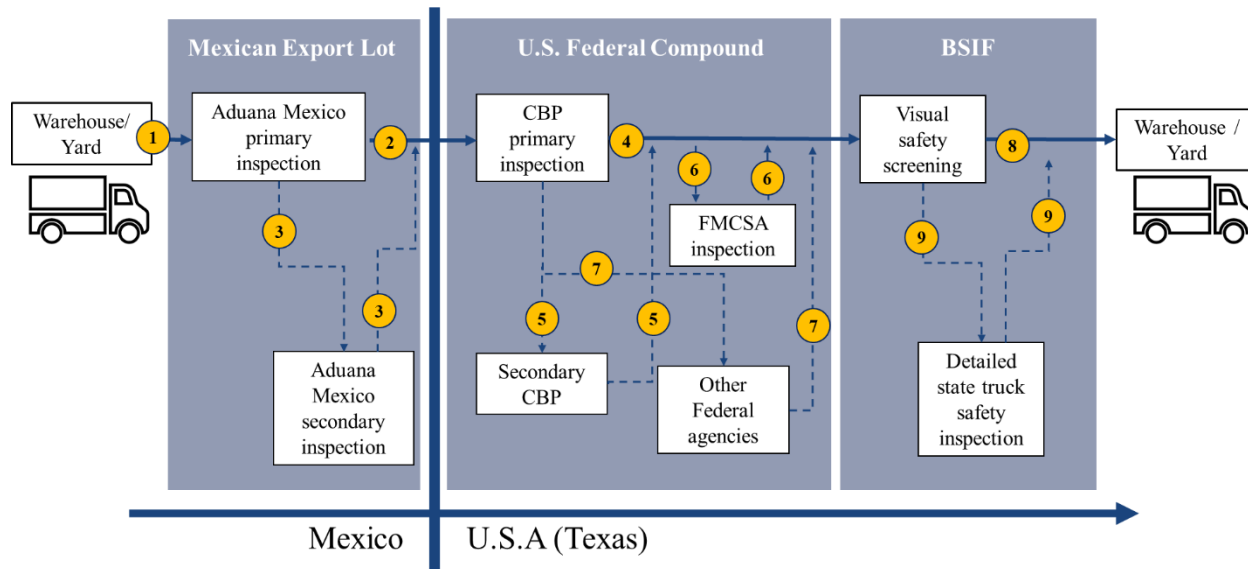 Mexican Export Lot
U.S. Federal Compound
BSIF
Warehouse/
Yard
1
Aduana Mexico
primary
inspection
2
CBP
primary
inspection
4
Visual
safety
screening
8
Warehouse /
Yard
6
6
FMCSA
inspection
3
3
7
5
5
7
9
9
Aduana
Mexico
secondary
inspection
Secondary
CBP
Other
Federal
agencies
Detailed
state truck
safety
inspection
Mexico
U.S.A (Texas)